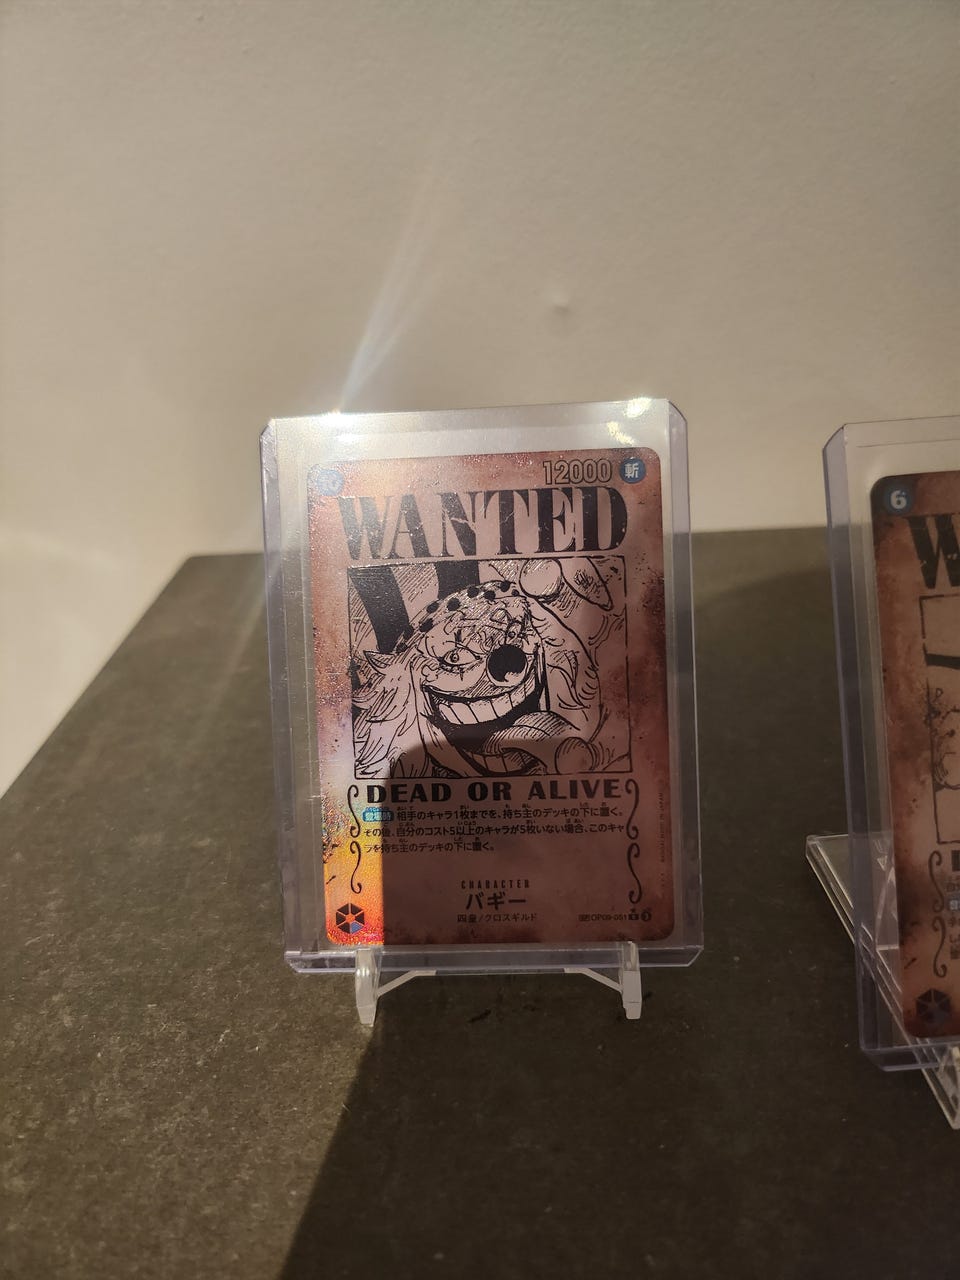 10
12000 斬
WANTED
DEAD OR ALIVE
登場時 相手のキャラ1枚までを、持ち主のデッキの下に置く。
その後、自分のコスト5以上のキャラが5枚いない場合、このキャ
ラを持ち主のデッキの下に置く。
CHARACTER
バギー
四皇/クロスギルド
OP09-051
6
W